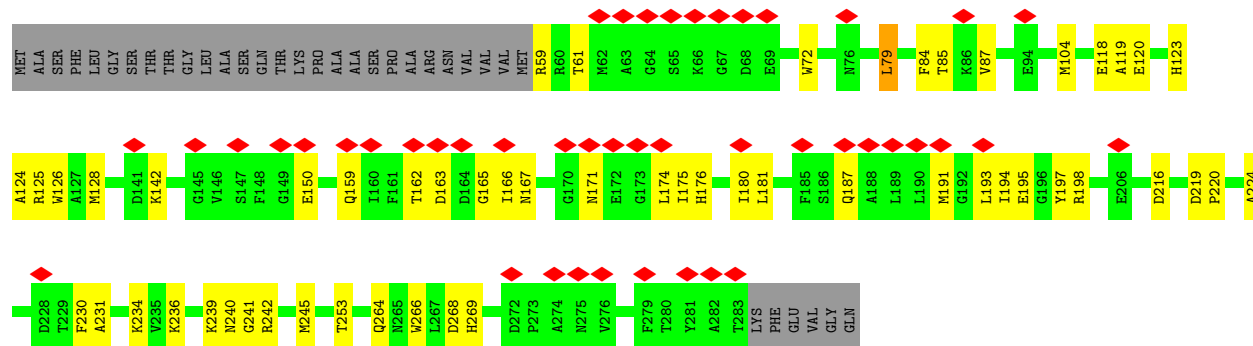 MET ALA SER PHE LEU GLY SER THR THR GLY LEU ALA SER GLN THR LYS PRO ALA ALA SER PRO ALA ARG ASN VAL VAL VAL MET R59 R60 T61 M62 A63 G64 S65 K66 G67 D68 E69 W72 N76 L79 F84 T85 K86 V87 E94 M104 E118 A119 E120 H123
A124 R125 W126 A127 M128 D141 K142 G145 V146 S147 F148 G149 E150 Q159 I160 F161 T162 D163 D164 G165 I166 N167 G170 N171 E172 G173 L174 I175 H176 I180 L181 F185 S186 Q187 A188 L189 L190 M191 G192 L193 I194 E195 G196 Y197 R198 E206 D216 D219 P220 A224
D228 T229 F230 A231 K234 V235 K236 K239 N240 G241 R242 M245 T253 Q264 N265 W266 L267 D268 H269 D272 P273 A274 N275 V276 F279 T280 Y281 A282 T283 LYS PHE GLU VAL GLY GLN